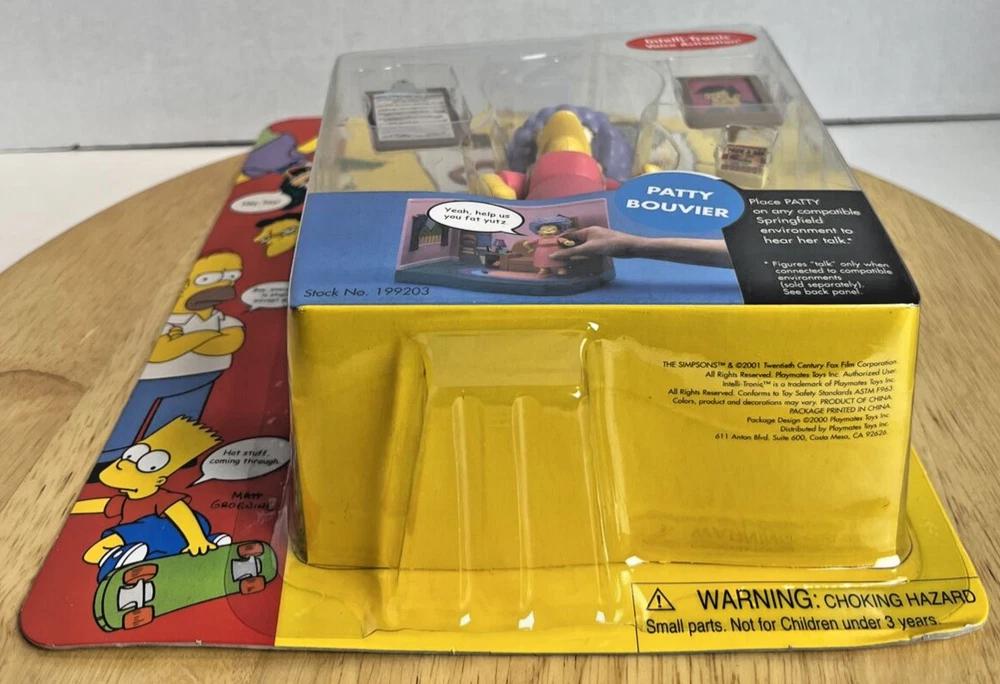 Intelli-Tronic
Voice Activation
Yeah, help us
you fat yutz
PATTY
BOUVIER
Place PATTY
on any compatible
Springfield
environment to
hear her talk.*
* Figures "talk" only when
connected to compatible
environments
(sold separately).
See back panel.
Stock No. 199203
THE SIMPSONS™ & ©2001 Twentieth Century Fox Film Corporation.
All Rights Reserved. Playmates Toys Inc. Authorized User.
Intelli-Tronic™ is a trademark of Playmates Toys Inc.
All Rights Reserved. Conforms to Toy Safety Standards ASTM F963.
Colors, product and decorations may vary. PRODUCT OF CHINA.
PACKAGE PRINTED IN CHINA.
Package Design ©2000 Playmates Toys Inc.
Distributed by Playmates Toys Inc.
611 Anton Blvd. Suite 600, Costa Mesa, CA 92626.
Hot stuff,
coming through.
MATT
GROENING
⚠ WARNING: CHOKING HAZARD
Small parts. Not for Children under 3 years.